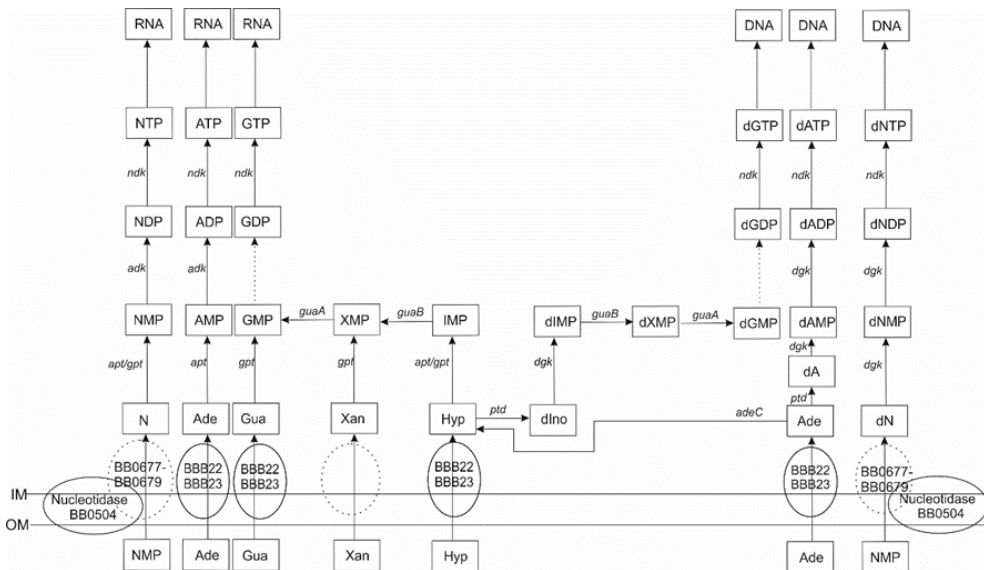 RNA RNA RNA DNA DNA DNA
NTP ATP GTP dGTP dATP dNTP
ndk ndk ndk ndk ndk ndk
NDP ADP GDP dGDP dADP dNDP
adk adk dgk dgk
guaA guaB guaB guaA
NMP AMP GMP XMP IMP dIMP dXMP dGMP dAMP dNMP
dgk
apt/gpt apt gpt gpt apt/gpt dgk dgk
dA
ptd adeC ptd
N Ade Gua Xan Hyp dIno Ade dN
BB0677- BBB22 BBB22 BBB22 BBB22 BB0677-
BB0679 BBB23 BBB23 BBB23 BBB23 BB0679
IM Nucleotidase Nucleotidase
BB0504 BB0504
OM
NMP Ade Gua Xan Hyp Ade NMP